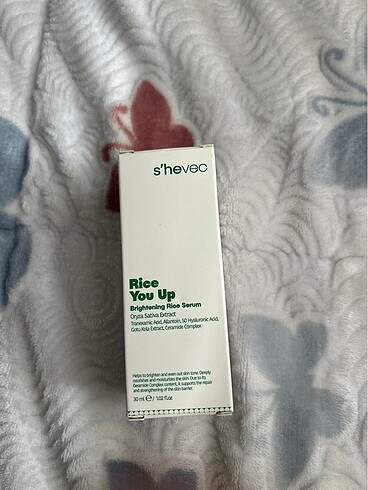 s'hevec
Rice
You Up
Brightening Rice Serum
Oryza Sativa Extract
Tranexamic Acid, Allantoin, 5D Hyaluronic Acid,
Gotu Kola Extract, Ceramide Complex
Helps to brighten and even out skin tone. Deeply
nourishes and moisturizes the skin. Due to its
Ceramide Complex content, it supports the repair
and strengthening of the skin barrier.
30 ml ℮ / 1.02 fl.oz